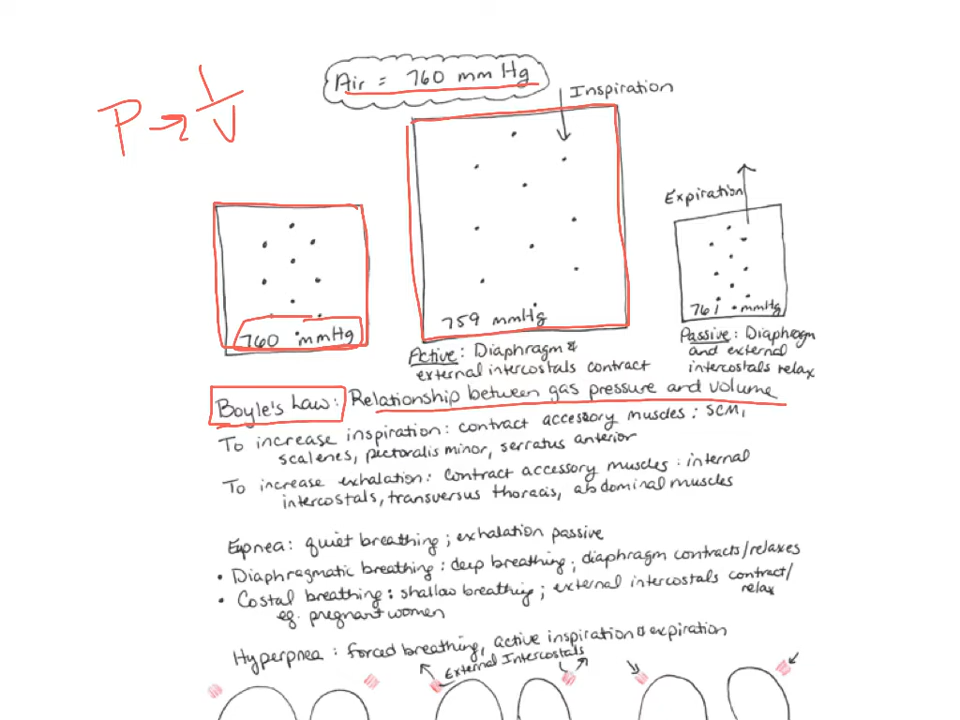 P → 1/V
Air = 760 mm Hg
Inspiration
Expiration
760 mmHg
759 mmHg
761 mmHg
Active: Diaphragm &
external intercostals contract
Passive: Diaphragm
and external
intercostals relax
Boyle's Law: Relationship between gas pressure and volume
To increase inspiration: contract accessory muscles: SCM,
scalenes, pectoralis minor, serratus anterior
To increase exhalation: contract accessory muscles: internal
intercostals, transversus thoracis, abdominal muscles
Eupnea: quiet breathing; exhalation passive
• Diaphragmatic breathing: deep breathing; diaphragm contracts/relaxes
• Costal breathing: shallow breathing; external intercostals contract/
relax
eg. pregnant women
Hyperpnea: forced breathing, active inspiration & expiration
External Intercostals